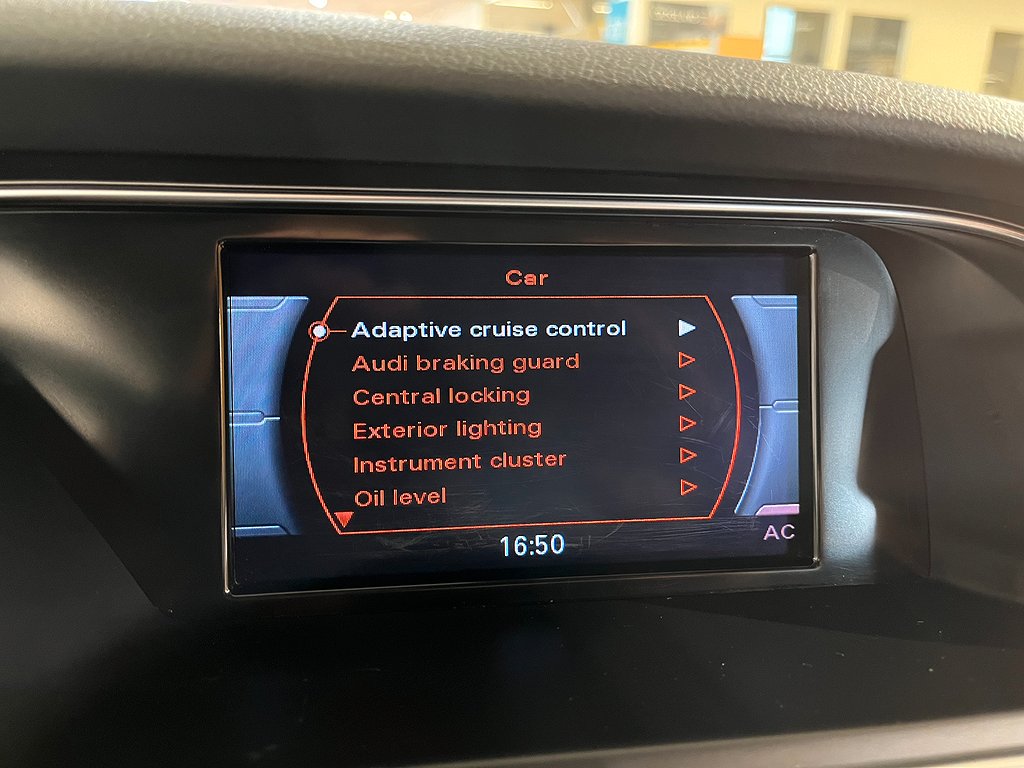 Car
Adaptive cruise control
Audi braking guard
Central locking
Exterior lighting
Instrument cluster
Oil level
AC
16:50